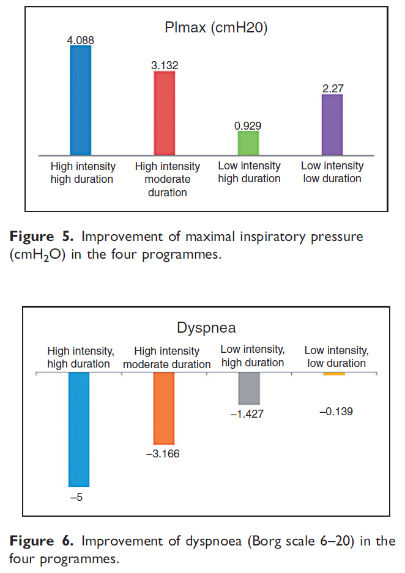 PImax (cmH20)
4.088
3.132
0.929
2.27
High intensity high duration
High intensity moderate duration
Low intensity high duration
Low intensity low duration
Figure 5. Improvement of maximal inspiratory pressure
(cmH₂O) in the four programmes.
Dyspnea
High intensity, high duration
High intensity moderate duration
Low intensity, high duration
Low intensity, low duration
–5
–3.166
–1.427
–0.139
Figure 6. Improvement of dyspnoea (Borg scale 6–20) in the
four programmes.